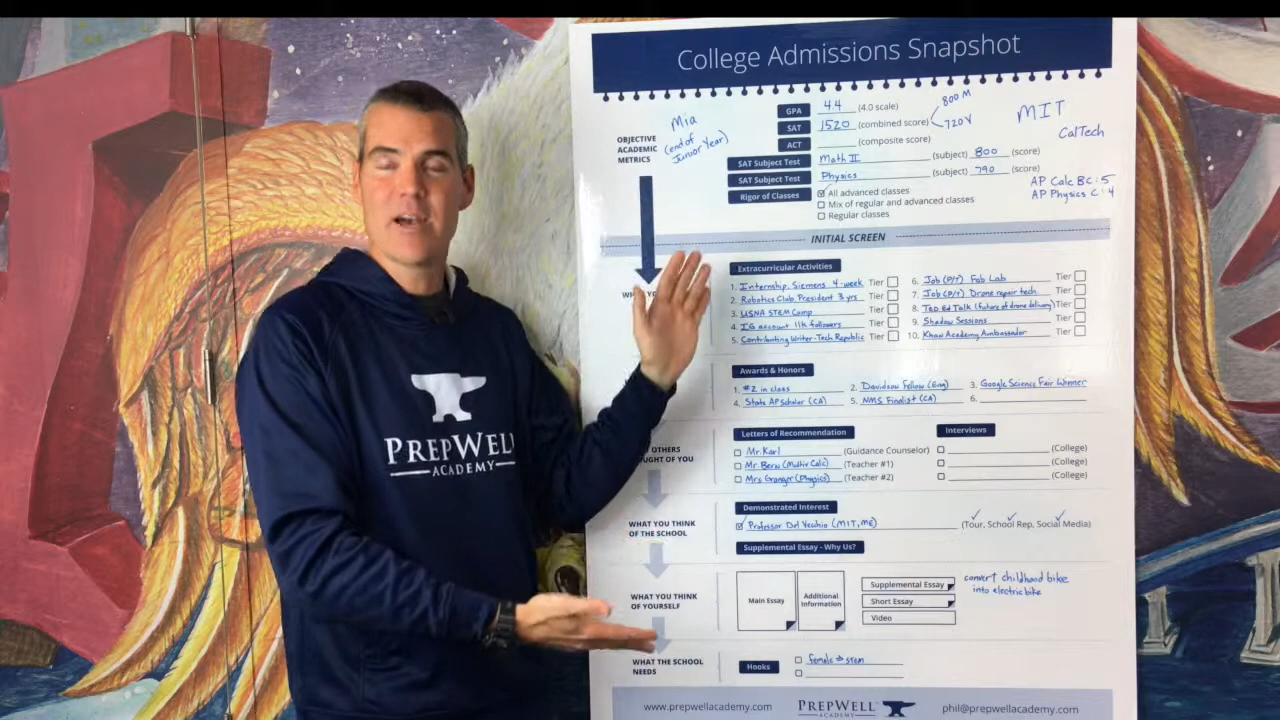 College Admissions Snapshot
Mia
(end of
Junior Year)
OBJECTIVE
ACADEMIC
METRICS
GPA 4.4 (4.0 scale)
SAT 1520 (combined score)
800 M
720 V
ACT (composite score)
SAT Subject Test Math II (subject) 800 (score)
SAT Subject Test Physics (subject) 790 (score)
Rigor of Classes All advanced classes
Mix of regular and advanced classes
Regular classes
MIT
CalTech
AP Calc BC: 5
AP Physics C: 4
INITIAL SCREEN
Extracurricular Activities
1. Internship, Siemens 4-week Tier
2. Robotics Club, President 3 yrs Tier
3. USNA STEM Camp Tier
4. IG account 11k followers Tier
5. Contributing Writer - Tech Republic Tier
6. Job (P/T) Fab Lab Tier
7. Job (P/T) Drone repair tech Tier
8. TED Ed Talk (future of drone delivery) Tier
9. Shadow Sessions Tier
10. Khan Academy Ambassador Tier
Awards & Honors
1. #2 in class 2. Davidson Fellow (Eng) 3. Google Science Fair Winner
4. State AP Scholar (CA) 5. NMS Finalist (CA) 6.
OTHERS
OF YOU
Letters of Recommendation
Mr. Karl (Guidance Counselor)
(Teacher #1)
Mrs Granger (Physics) (Teacher #2)
Interviews
(College)
(College)
(College)
WHAT YOU THINK
OF THE SCHOOL
Demonstrated Interest
Professor Del Vecchio (MIT, ME) (Tour, School Rep, Social Media)
Supplemental Essay - Why Us?
WHAT YOU THINK
OF YOURSELF
Main Essay
Additional
Information
Supplemental Essay
Short Essay
Video
convert childhood bike
into electric bike
WHAT THE SCHOOL
NEEDS
Hooks female → stem
www.prepwellacademy.com PREPWELL ACADEMY phil@prepwellacademy.com
PREPWELL
ACADEMY